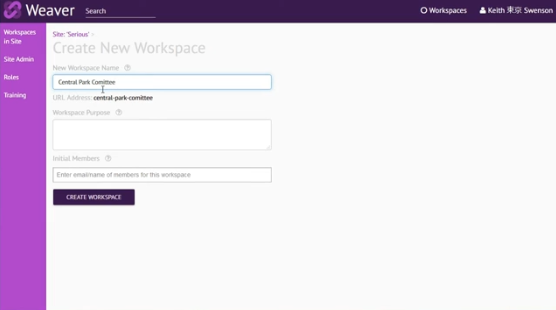 Weaver
Search
Workspaces
Keith 東京 Swenson
Workspaces in Site
Site Admin
Roles
Training
Site: 'Serious'
Create New Workspace
New Workspace Name
Central Park Comittee
URL Address: central-park-comittee
Workspace Purpose
Initial Members
Enter email/name of members for this workspace
CREATE WORKSPACE